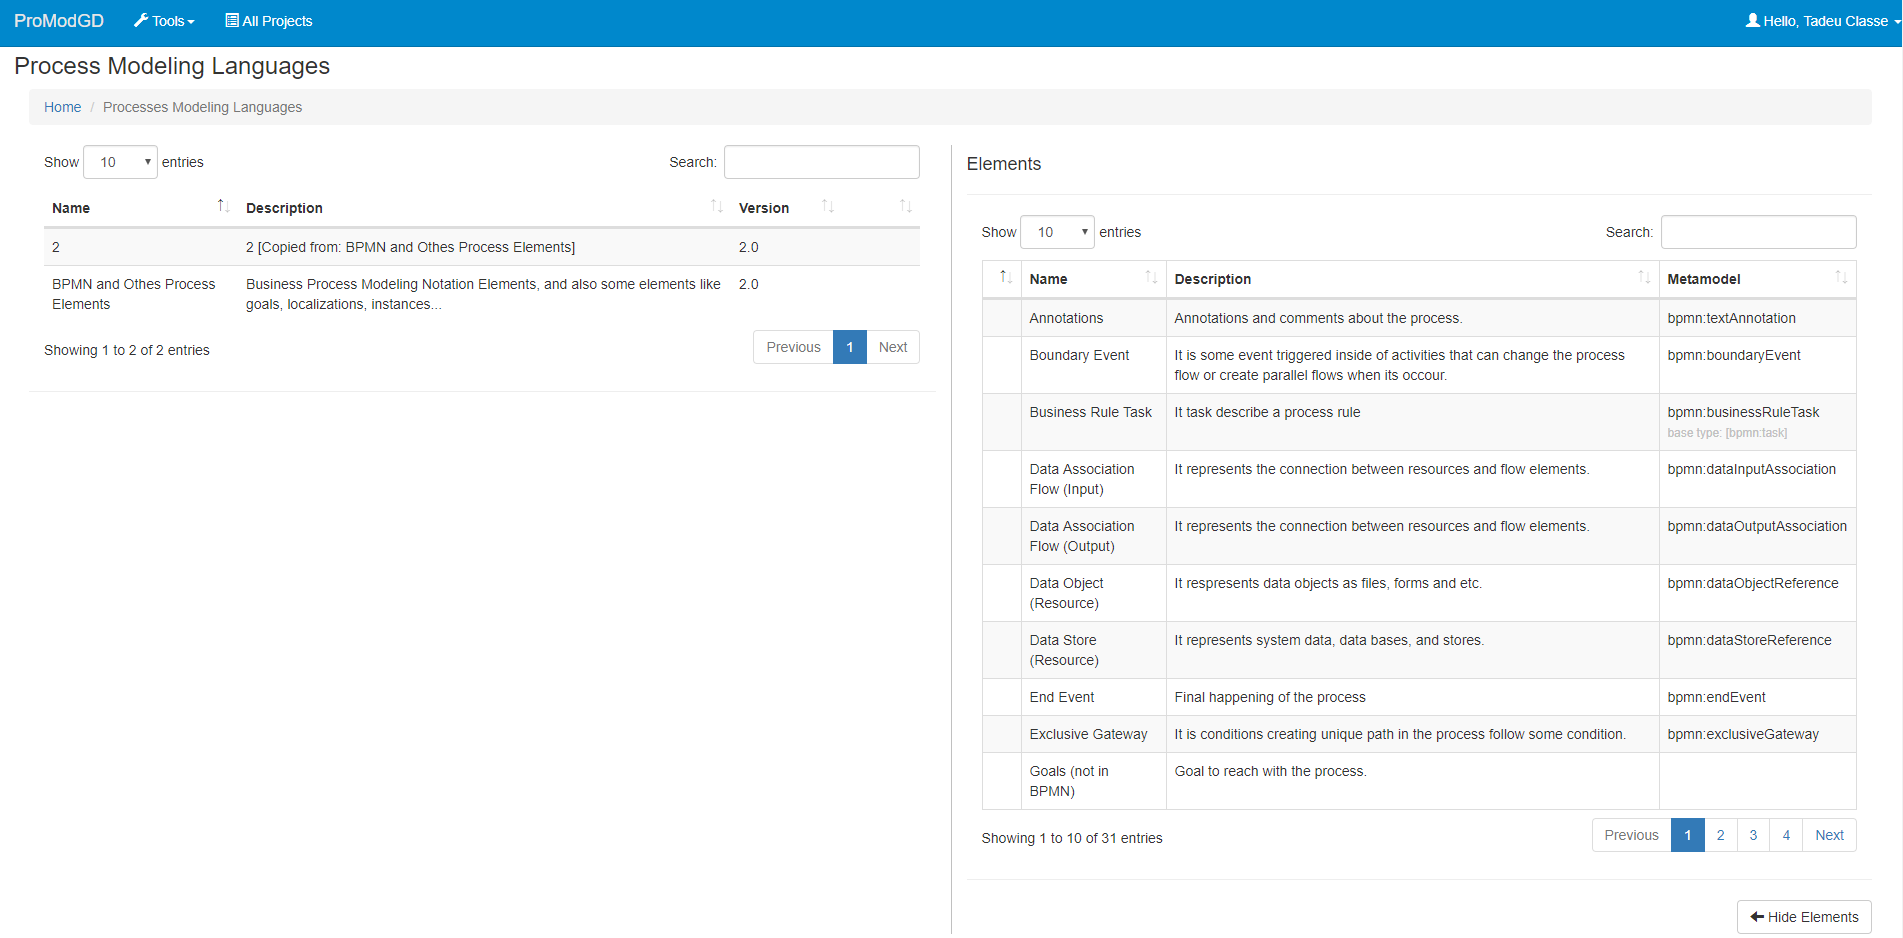 ProModGD Tools All Projects Hello, Tadeu Classe
Process Modeling Languages
Home / Processes Modeling Languages
Show 10 entries Search:
Name Description Version
2 2 [Copied from: BPMN and Othes Process Elements] 2.0
BPMN and Othes Process Business Process Modeling Notation Elements, and also some elements like 2.0
Elements goals, localizations, instances...
Showing 1 to 2 of 2 entries Previous 1 Next
Elements
Show 10 entries Search:
Name Description Metamodel
Annotations Annotations and comments about the process. bpmn:textAnnotation
Boundary Event It is some event triggered inside of activities that can change the process bpmn:boundaryEvent
flow or create parallel flows when its occour.
Business Rule Task It task describe a process rule bpmn:businessRuleTask
base type: [bpmn:task]
Data Association It represents the connection between resources and flow elements. bpmn:dataInputAssociation
Flow (Input)
Data Association It represents the connection between resources and flow elements. bpmn:dataOutputAssociation
Flow (Output)
Data Object It respresents data objects as files, forms and etc. bpmn:dataObjectReference
(Resource)
Data Store It represents system data, data bases, and stores. bpmn:dataStoreReference
(Resource)
End Event Final happening of the process bpmn:endEvent
Exclusive Gateway It is conditions creating unique path in the process follow some condition. bpmn:exclusiveGateway
Goals (not in Goal to reach with the process.
BPMN)
Showing 1 to 10 of 31 entries Previous 1 2 3 4 Next
Hide Elements